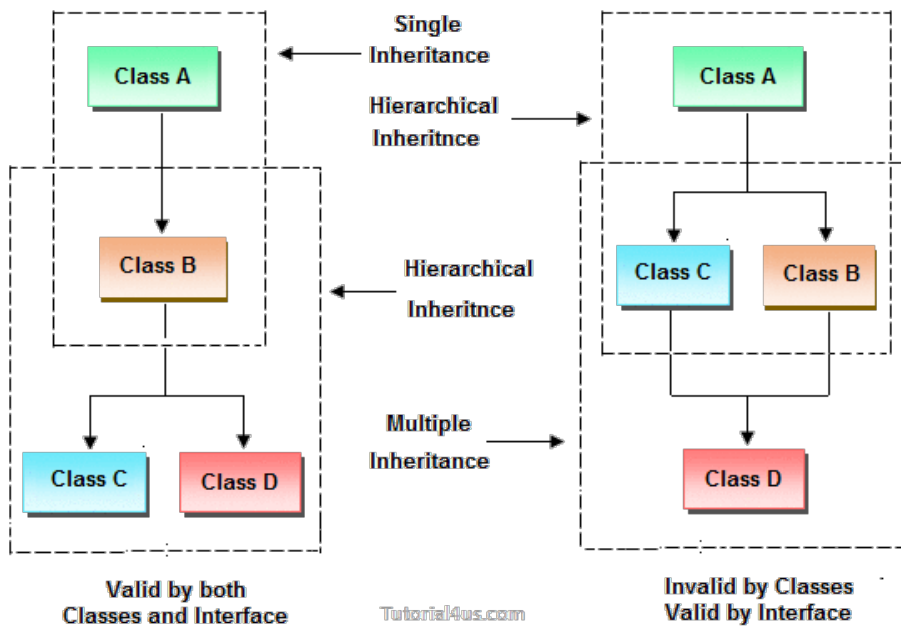 Single
Inheritance
Class A
Class A
Hierarchical
Inheritnce
Class B
Hierarchical
Inheritnce
Class C
Class B
Multiple
Inheritance
Class C
Class D
Class D
Valid by both
Classes and Interface
Tutorial4us.com
Invalid by Classes
Valid by Interface